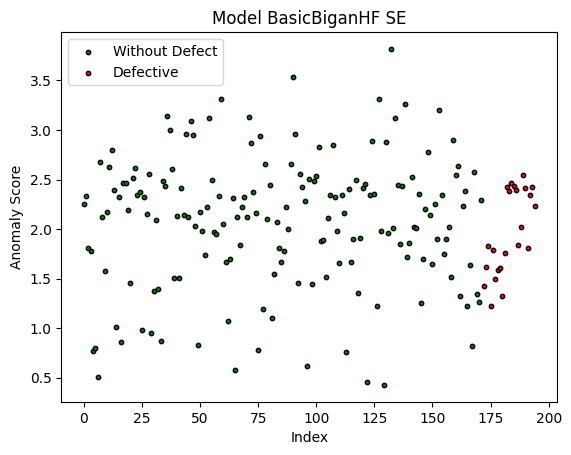 Model BasicBiganHF SE
Without Defect
Defective
Anomaly Score
3.5
3.0
2.5
2.0
1.5
1.0
0.5
0 25 50 75 100 125 150 175 200
Index